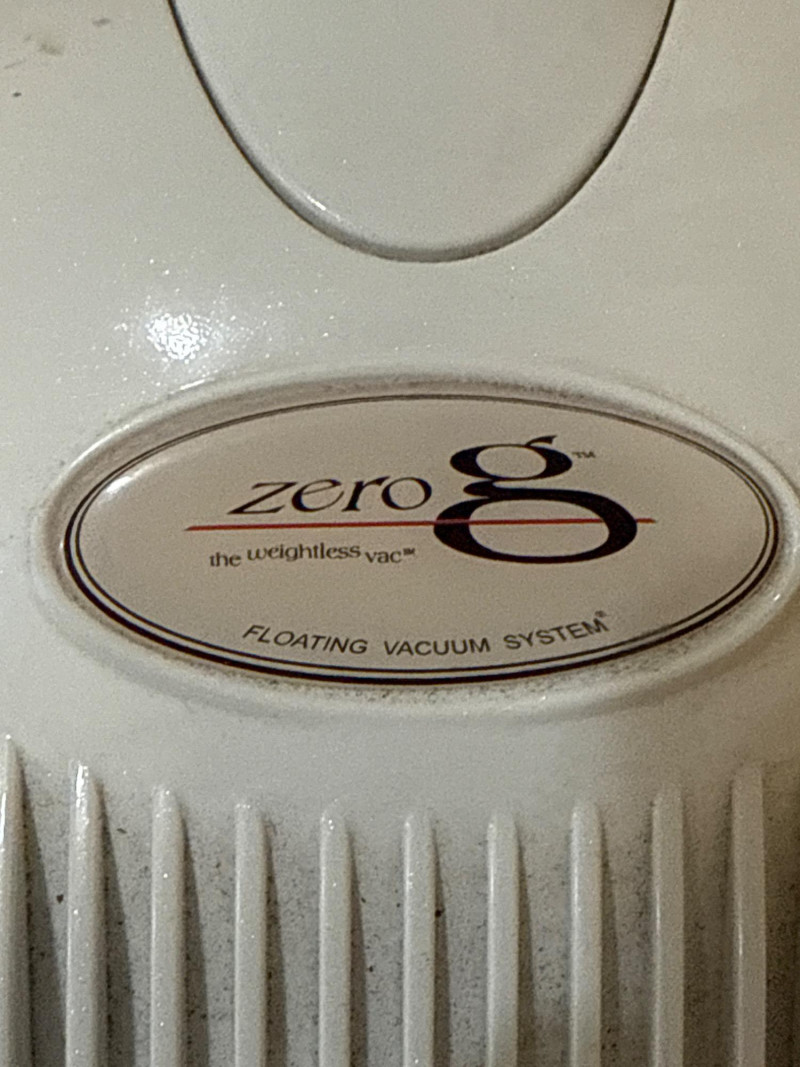 zero g™
the weightless vac℠
FLOATING VACUUM SYSTEM®